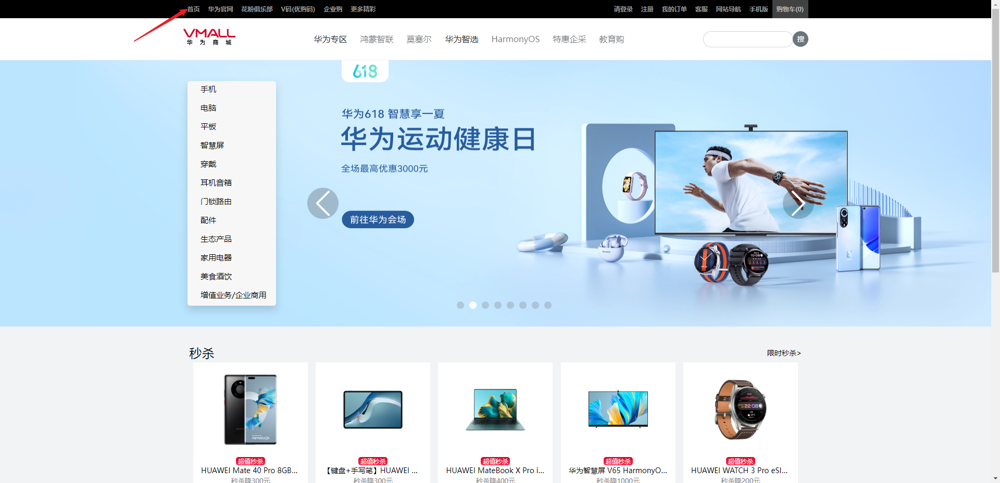 首页 华为官网 花粉俱乐部 V码(优购码) 企业购 更多精彩 请登录 注册 我的订单 客服 网站导航 手机版 购物车(0)
VMALL
华为商城
华为专区 鸿蒙智联 莫塞尔 华为智选 HarmonyOS 特惠企采 教育购 搜
618
手机
电脑
平板
智慧屏
穿戴
耳机音箱
门锁路由
配件
生态产品
家用电器
美食酒饮
增值业务/企业商用
华为618 智慧享一夏
华为运动健康日
全场最高优惠3000元
前往华为会场
HUAWEI
秒杀 限时秒杀>
HarmonyOS
22:08
超值秒杀 超值秒杀 超值秒杀 超值秒杀 超值秒杀
HUAWEI Mate 40 Pro 8GB... 【键盘+手写笔】HUAWEI ... HUAWEI MateBook X Pro i... 华为智慧屏 V65 HarmonyO... HUAWEI WATCH 3 Pro eSI...
秒杀降300元 秒杀降300元 秒杀降400元 秒杀降1000元 秒杀降200元